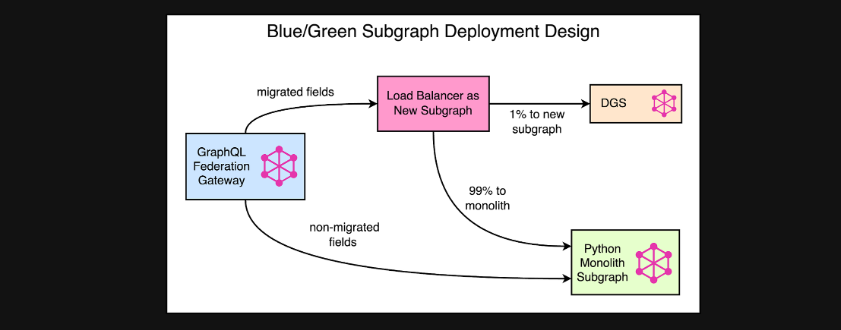 Blue/Green Subgraph Deployment Design
migrated fields
Load Balancer as
New Subgraph
DGS
1% to new
subgraph
GraphQL
Federation
Gateway
99% to
monolith
non-migrated
fields
Python
Monolith
Subgraph